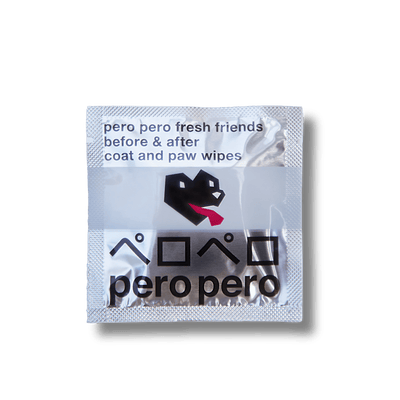 pero pero fresh friends
before & after
coat and paw wipes
ペロペロ
pero pero